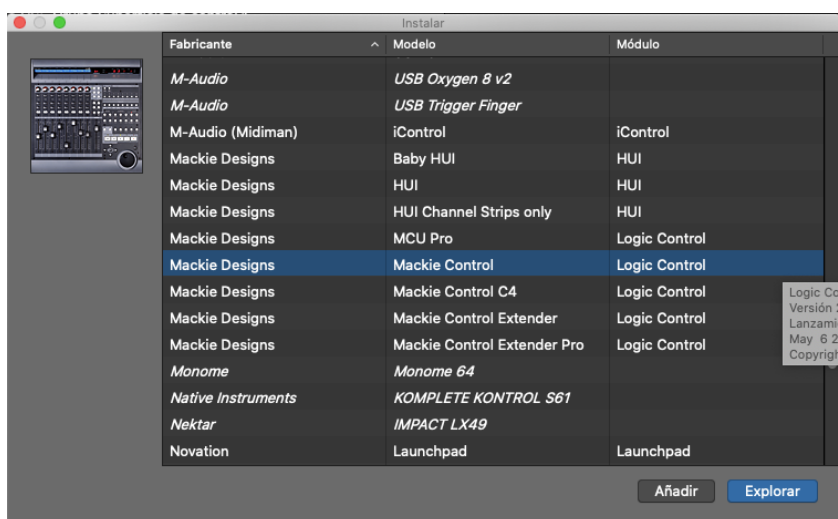 Instalar
Fabricante Modelo Módulo
M-Audio USB Oxygen 8 v2
M-Audio USB Trigger Finger
M-Audio (Midiman) iControl iControl
Mackie Designs Baby HUI HUI
Mackie Designs HUI HUI
Mackie Designs HUI Channel Strips only HUI
Mackie Designs MCU Pro Logic Control
Mackie Designs Mackie Control Logic Control
Mackie Designs Mackie Control C4 Logic Control
Mackie Designs Mackie Control Extender Logic Control
Mackie Designs Mackie Control Extender Pro Logic Control
Monome Monome 64
Native Instruments KOMPLETE KONTROL S61
Nektar IMPACT LX49
Novation Launchpad Launchpad
Logic Co
Versión 2
Lanzami
May 6 2
Copyrigh
Añadir Explorar